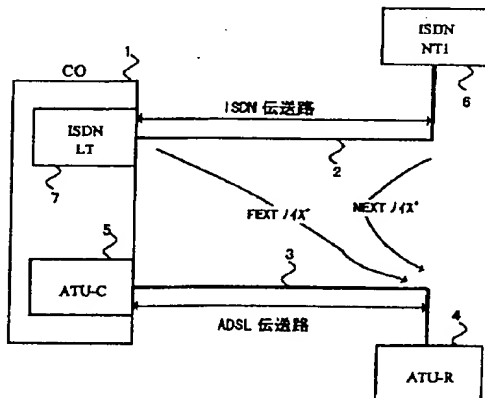 CO
1
ISDN
NT1
6
ISDN 伝送路
ISDN
LT
7
2
FEXT ノイズ
NEXT ノイズ
5
3
ATU-C
ADSL 伝送路
4
ATU-R